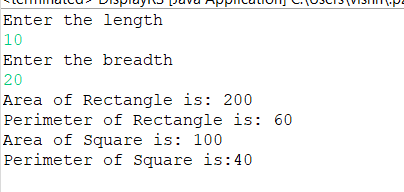 <terminated> DisplayRS [Java Application] C:\Users\vishn\.p2
Enter the length
10
Enter the breadth
20
Area of Rectangle is: 200
Perimeter of Rectangle is: 60
Area of Square is: 100
Perimeter of Square is:40